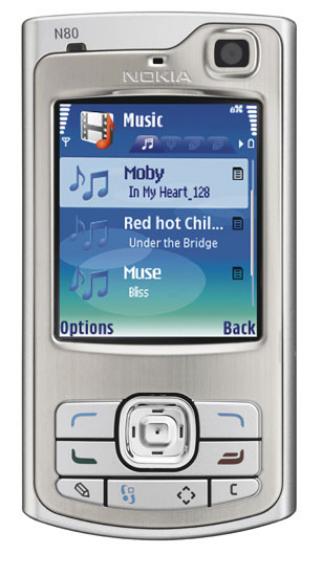 N80
NOKIA
Music
Moby
In My Heart_128
Red hot Chil...
Under the Bridge
Muse
Bliss
Options
Back
C